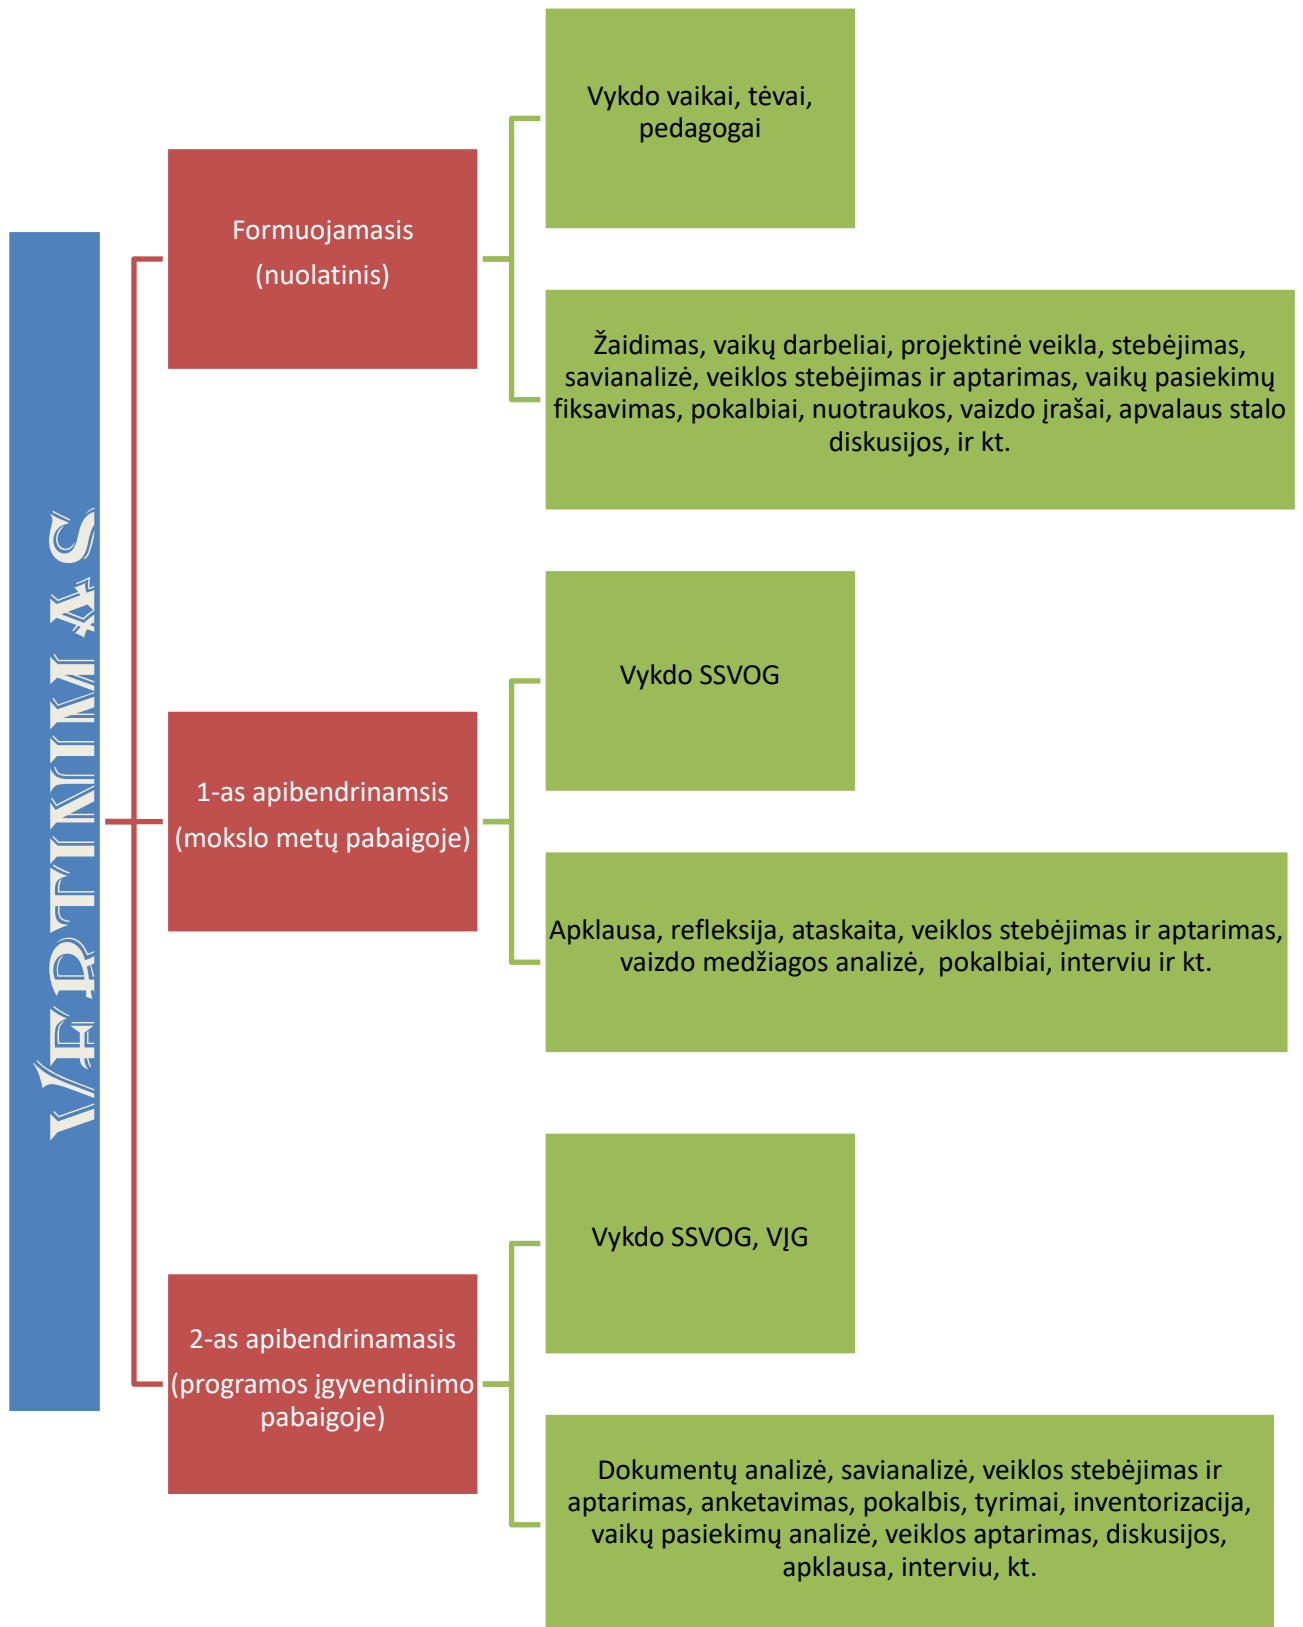 VERTINIMAS
Formuojamasis
(nuolatinis)
Vykdo vaikai, tėvai,
pedagogai
Žaidimas, vaikų darbeliai, projektinė veikla, stebėjimas,
savianalizė, veiklos stebėjimas ir aptarimas, vaikų pasiekimų
fiksavimas, pokalbiai, nuotraukos, vaizdo įrašai, apvalaus stalo
diskusijos, ir kt.
1-as apibendrinamsis
(mokslo metų pabaigoje)
Vykdo SSVOG
Apklausa, refleksija, ataskaita, veiklos stebėjimas ir aptarimas,
vaizdo medžiagos analizė, pokalbiai, interviu ir kt.
2-as apibendrinamasis
(programos įgyvendinimo
pabaigoje)
Vykdo SSVOG, VĮG
Dokumentų analizė, savianalizė, veiklos stebėjimas ir
aptarimas, anketavimas, pokalbis, tyrimai, inventorizacija,
vaikų pasiekimų analizė, veiklos aptarimas, diskusijos,
apklausa, interviu, kt.